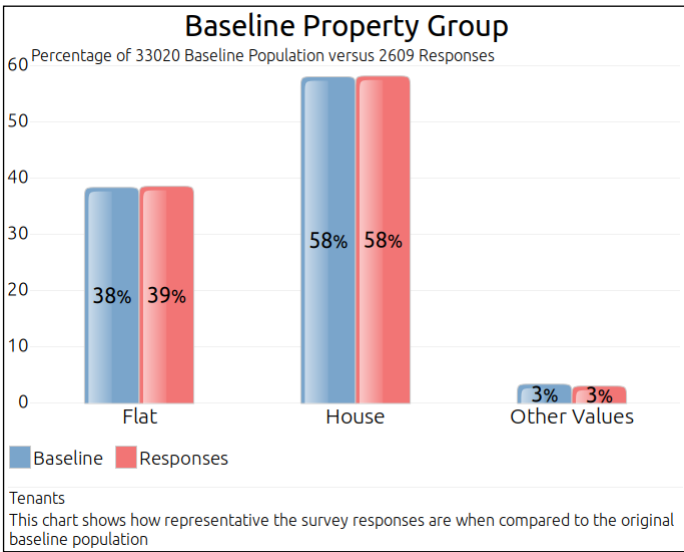 Baseline Property Group
Percentage of 33020 Baseline Population versus 2609 Responses
60
50
40
30
20
10
0
38% 39%
58% 58%
3% 3%
Flat House Other Values
Baseline Responses
Tenants
This chart shows how representative the survey responses are when compared to the original
baseline population